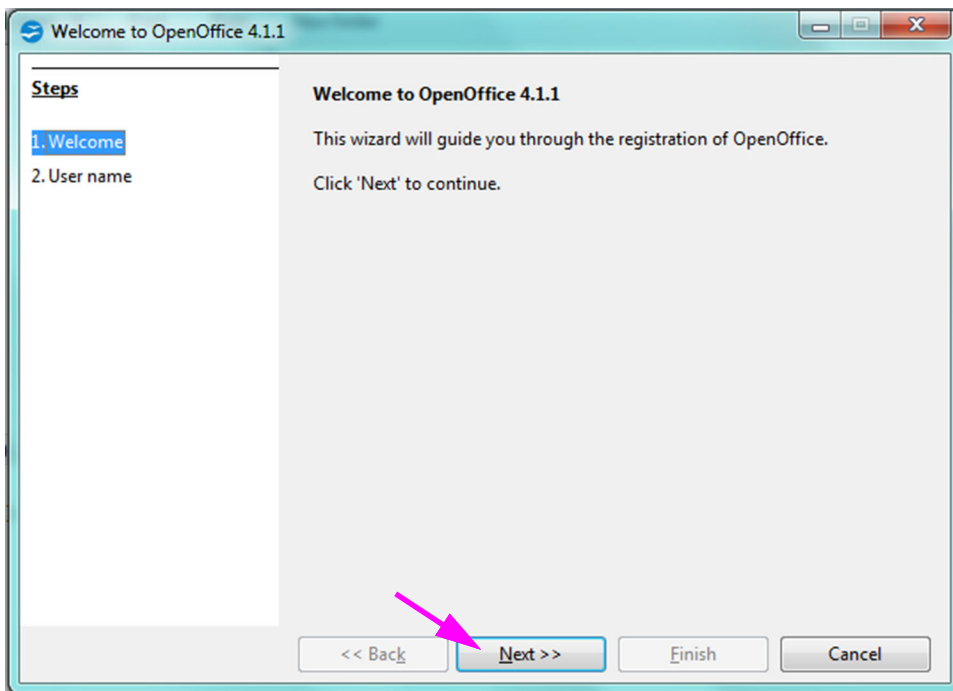 Welcome to OpenOffice 4.1.1
Steps
1. Welcome
2. User name
Welcome to OpenOffice 4.1.1
This wizard will guide you through the registration of OpenOffice.
Click 'Next' to continue.
<< Back
Next >>
Finish
Cancel